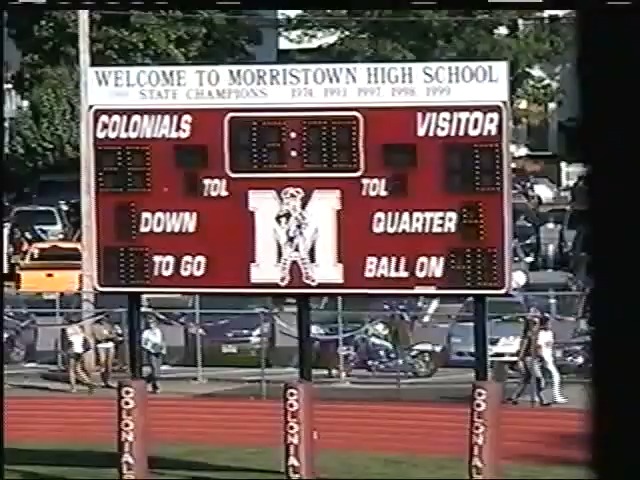 WELCOME TO MORRISTOWN HIGH SCHOOL
STATE CHAMPIONS 1974 1993 1997 1998 1999
COLONIALS
VISITOR
TOL
TOL
DOWN
M
QUARTER
TO GO
BALL ON
COLONIALS
COLONIALS
COLONIALS